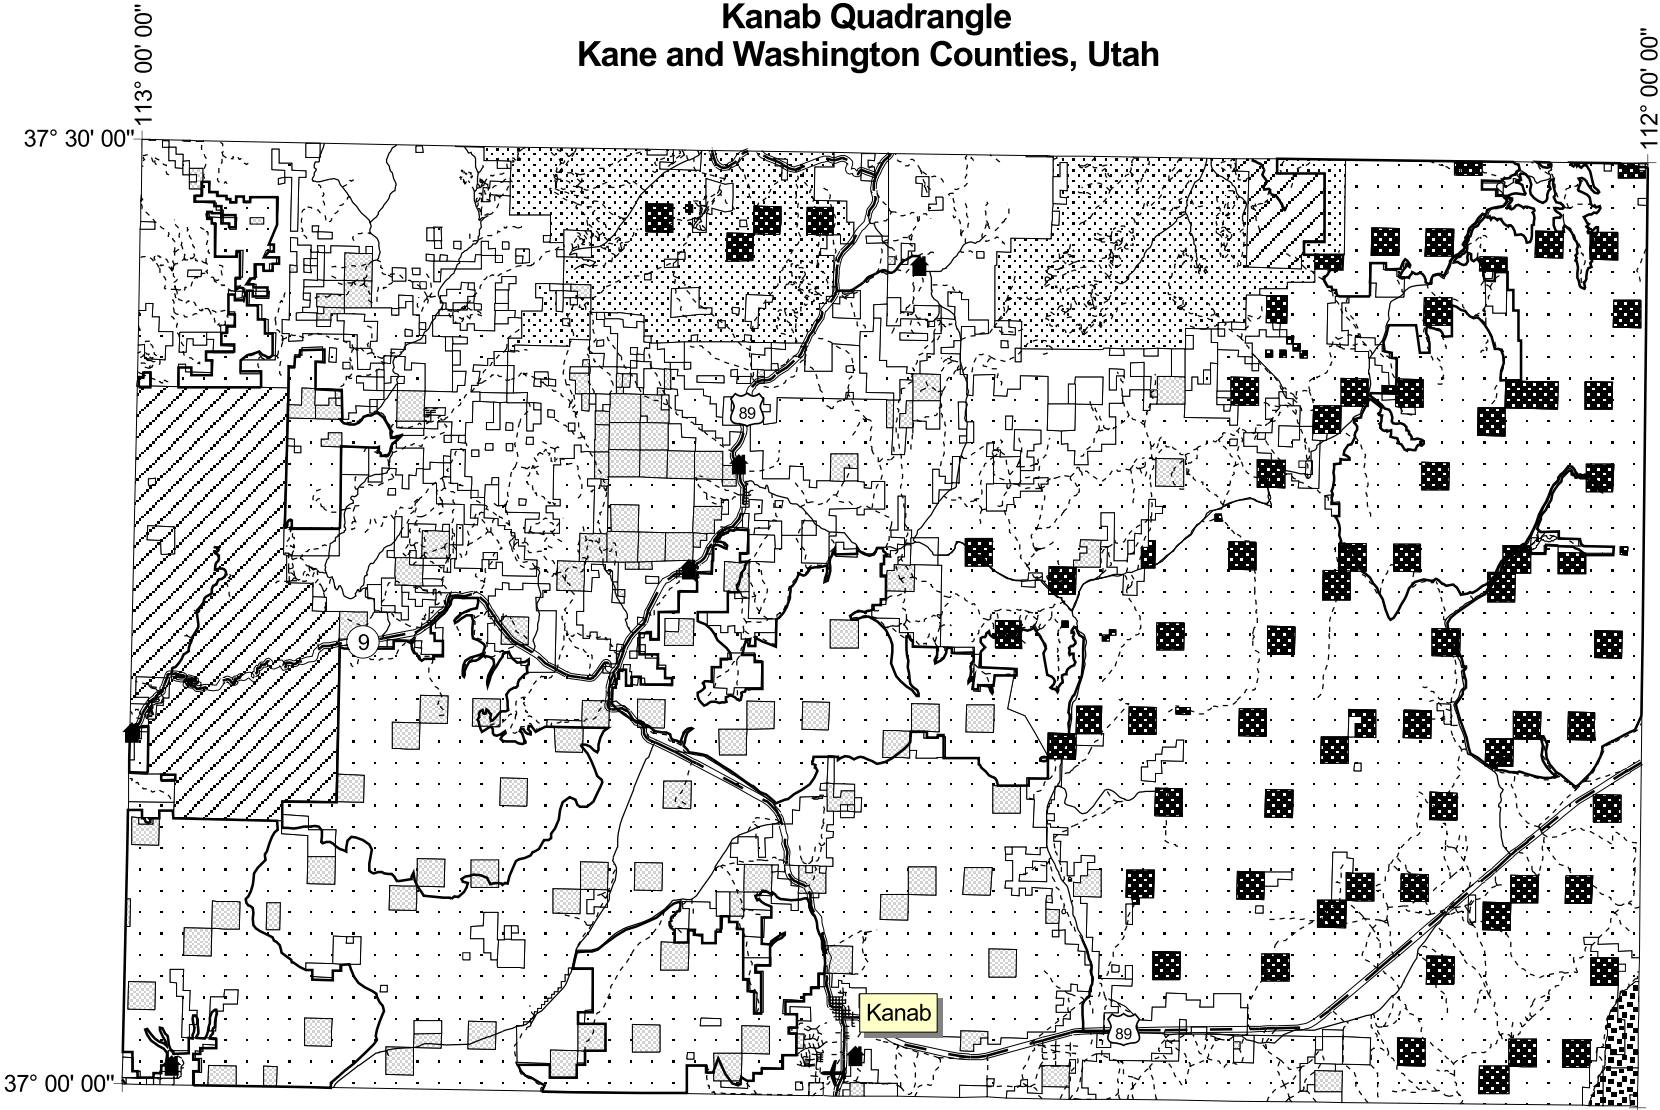 Kanab Quadrangle
Kane and Washington Counties, Utah
113° 00' 00"
112° 00' 00"
37° 30' 00"
89
9
Kanab
89
37° 00' 00"